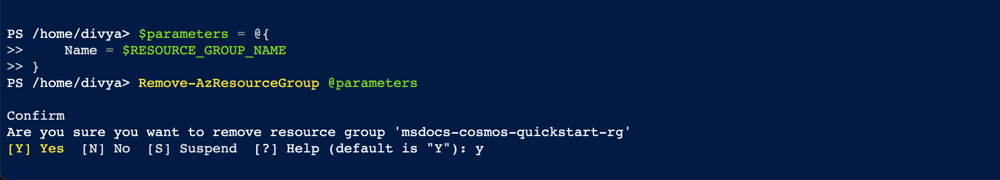 PS /home/divya> $parameters = @{
>>     Name = $RESOURCE_GROUP_NAME
>> }
PS /home/divya> Remove-AzResourceGroup @parameters
Confirm
Are you sure you want to remove resource group 'msdocs-cosmos-quickstart-rg'
[Y] Yes  [N] No  [S] Suspend  [?] Help (default is "Y"): y